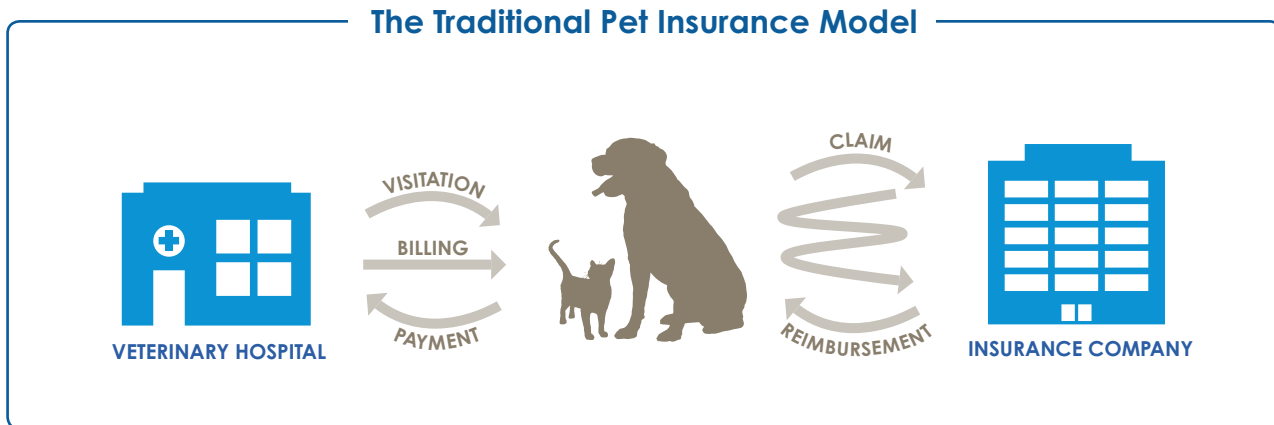 The Traditional Pet Insurance Model
VISITATION
BILLING
PAYMENT
VETERINARY HOSPITAL
CLAIM
REIMBURSEMENT
INSURANCE COMPANY